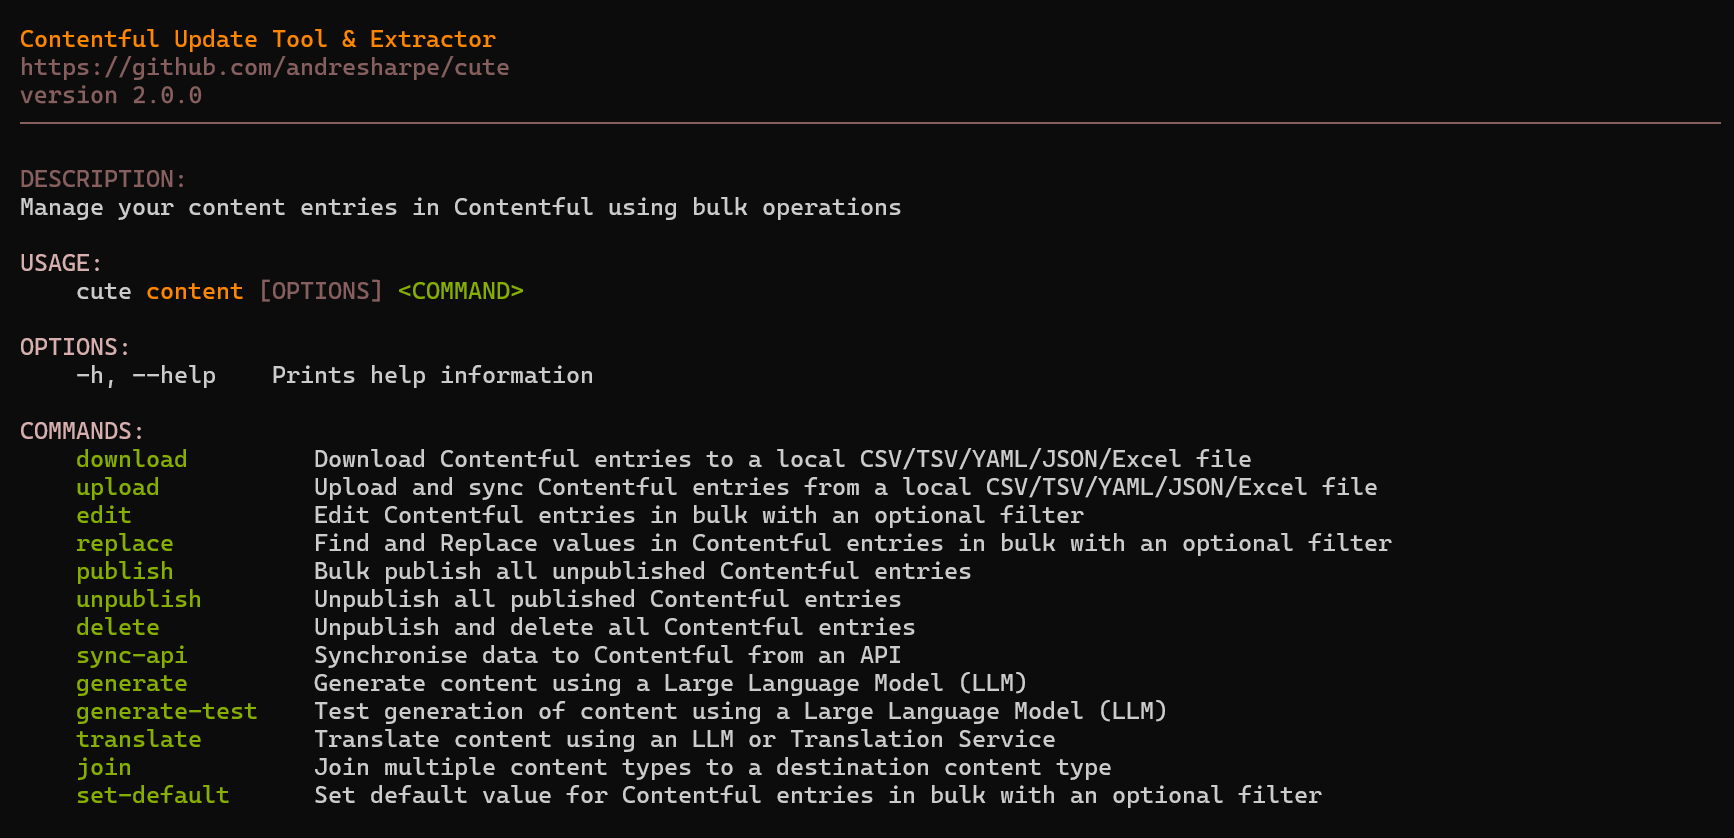 Contentful Update Tool & Extractor
https://github.com/andresharpe/cute
version 2.0.0
DESCRIPTION:
Manage your content entries in Contentful using bulk operations
USAGE:
    cute content [OPTIONS] <COMMAND>
OPTIONS:
    -h, --help    Prints help information
COMMANDS:
    download         Download Contentful entries to a local CSV/TSV/YAML/JSON/Excel file
    upload           Upload and sync Contentful entries from a local CSV/TSV/YAML/JSON/Excel file
    edit             Edit Contentful entries in bulk with an optional filter
    replace          Find and Replace values in Contentful entries in bulk with an optional filter
    publish          Bulk publish all unpublished Contentful entries
    unpublish        Unpublish all published Contentful entries
    delete           Unpublish and delete all Contentful entries
    sync-api         Synchronise data to Contentful from an API
    generate         Generate content using a Large Language Model (LLM)
    generate-test    Test generation of content using a Large Language Model (LLM)
    translate        Translate content using an LLM or Translation Service
    join             Join multiple content types to a destination content type
    set-default      Set default value for Contentful entries in bulk with an optional filter